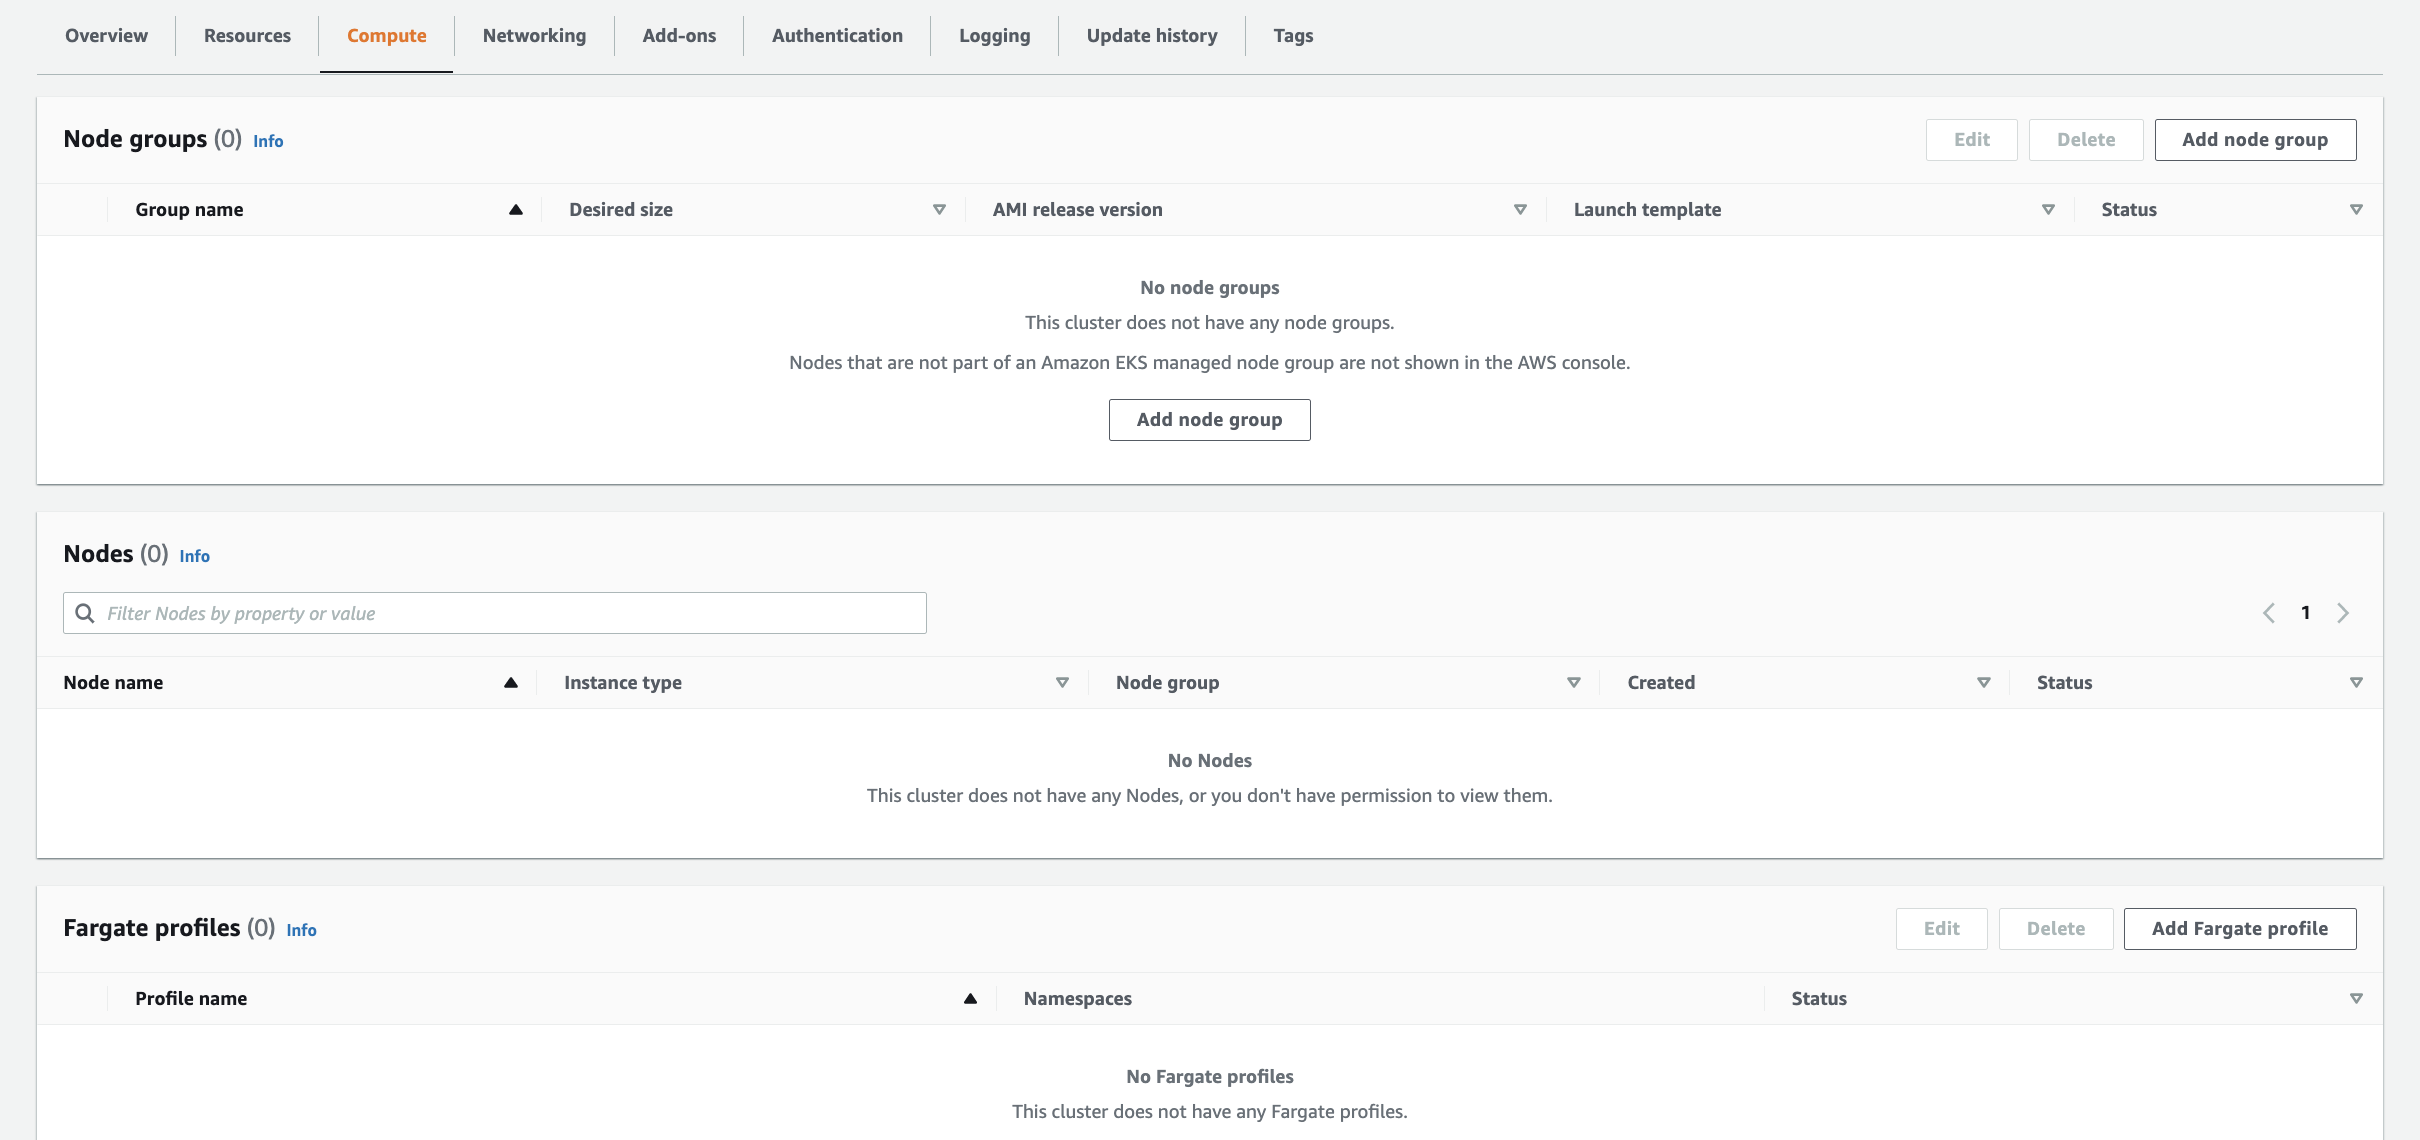 Overview Resources Compute Networking Add-ons Authentication Logging Update history Tags
Node groups (0) Info Edit Delete Add node group
Group name Desired size AMI release version Launch template Status
No node groups
This cluster does not have any node groups.
Nodes that are not part of an Amazon EKS managed node group are not shown in the AWS console.
Add node group
Nodes (0) Info
Filter Nodes by property or value 1
Node name Instance type Node group Created Status
No Nodes
This cluster does not have any Nodes, or you don't have permission to view them.
Fargate profiles (0) Info Edit Delete Add Fargate profile
Profile name Namespaces Status
No Fargate profiles
This cluster does not have any Fargate profiles.